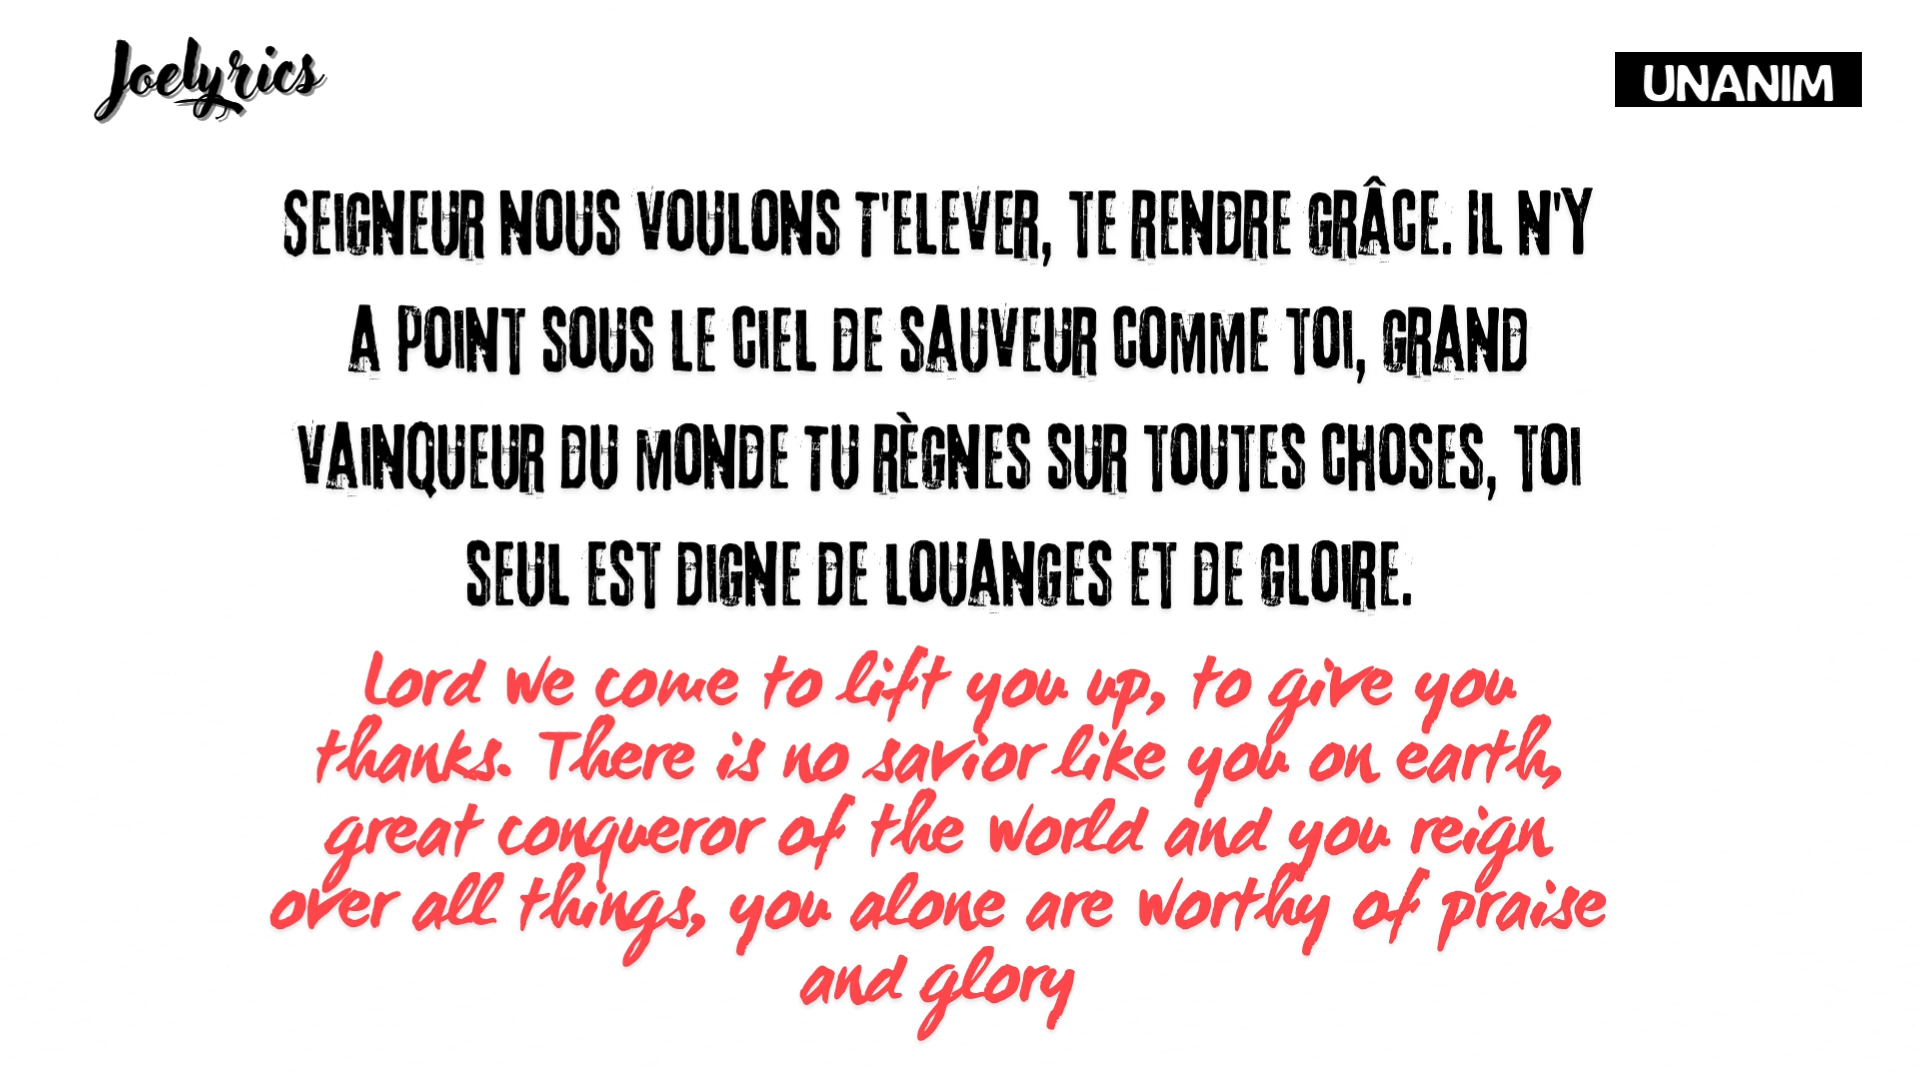 Joelyrics
UNANIM
SEIGNEUR NOUS VOULONS T'ELEVER, TE RENDRE GRÂCE. IL N'Y
A POINT SOUS LE CIEL DE SAUVEUR COMME TOI, GRAND
VAINQUEUR DU MONDE TU RÈGNES SUR TOUTES CHOSES, TOI
SEUL EST DIGNE DE LOUANGES ET DE GLOIRE.
Lord we come to lift you up, to give you
thanks. There is no savior like you on earth,
great conqueror of the world and you reign
over all things, you alone are worthy of praise
and glory